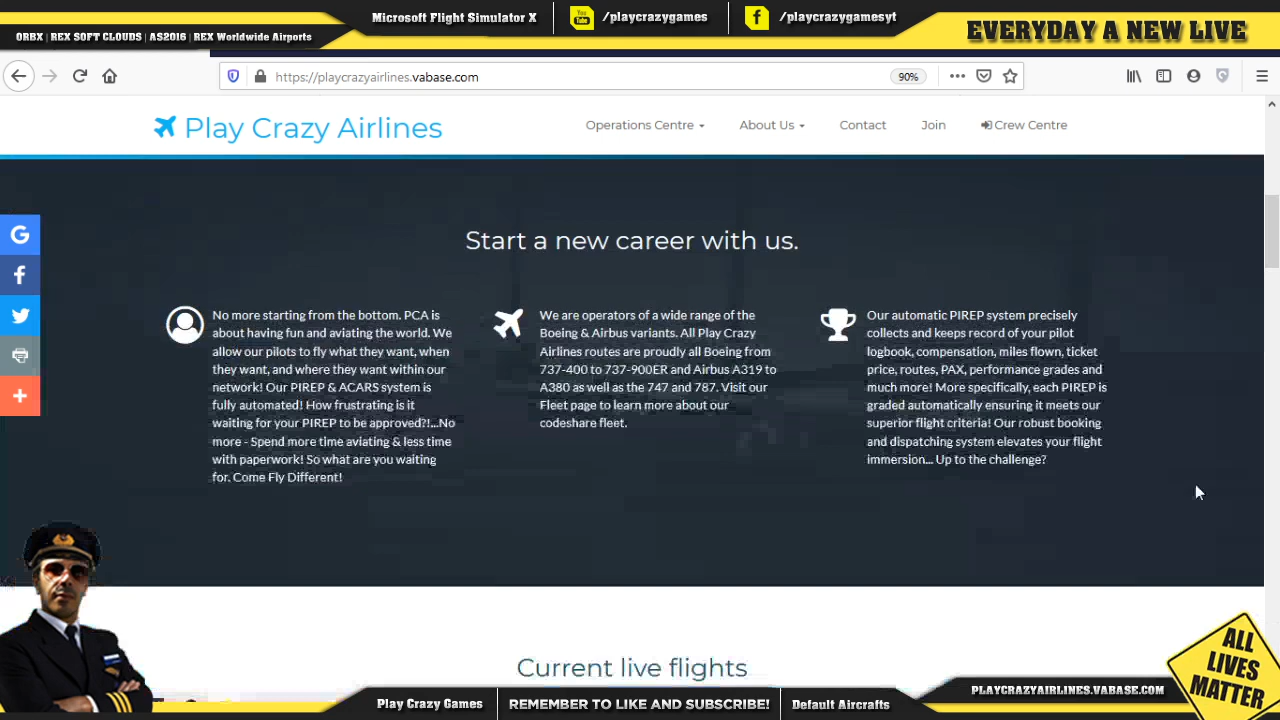 Microsoft Flight Simulator X
You Tube /playcrazygames
f /playcrazygamesyt
EVERYDAY A NEW LIVE
ORBX | REX SOFT CLOUDS | AS2016 | REX Worldwide Airports
https://playcrazyairlines.vabase.com
90%
Play Crazy Airlines
Operations Centre
About Us
Contact
Join
Crew Centre
Start a new career with us.
No more starting from the bottom. PCA is
about having fun and aviating the world. We
allow our pilots to fly what they want, when
they want, and where they want within our
network! Our PIREP & ACARS system is
fully automated! How frustrating is it
waiting for your PIREP to be approved?!...No
more - Spend more time aviating & less time
with paperwork! So what are you waiting
for. Come Fly Different!
We are operators of a wide range of the
Boeing & Airbus variants. All Play Crazy
Airlines routes are proudly all Boeing from
737-400 to 737-900ER and Airbus A319 to
A380 as well as the 747 and 787. Visit our
Fleet page to learn more about our
codeshare fleet.
Our automatic PIREP system precisely
collects and keeps record of your pilot
logbook, compensation, miles flown, ticket
price, routes, PAX, performance grades and
much more! More specifically, each PIREP is
graded automatically ensuring it meets our
superior flight criteria! Our robust booking
and dispatching system elevates your flight
immersion... Up to the challenge?
G
f
Current live flights
ALL
LIVES
MATTER
Play Crazy Games
REMEMBER TO LIKE AND SUBSCRIBE!
Default Aircrafts
PLAYCRAZYAIRLINES.VABASE.COM